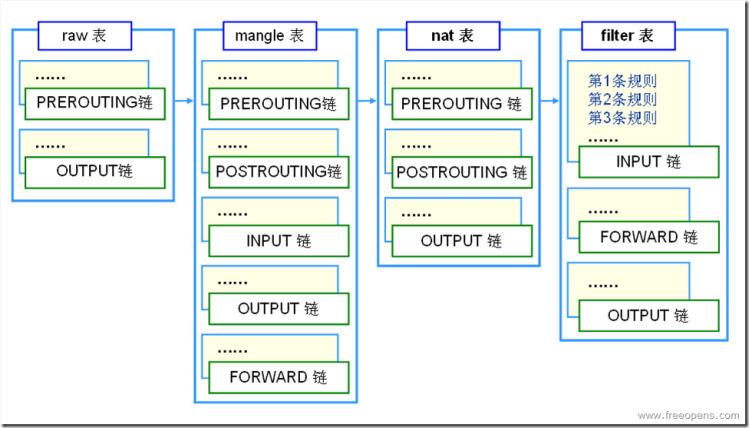 raw 表
……
PREROUTING链
……
OUTPUT链
mangle 表
……
PREROUTING链
……
POSTROUTING链
……
INPUT 链
……
OUTPUT 链
……
FORWARD 链
nat 表
……
PREROUTING 链
……
POSTROUTING 链
……
OUTPUT 链
filter 表
第1条规则
第2条规则
第3条规则
……
INPUT 链
……
FORWARD 链
……
OUTPUT 链
www.freeopens.com